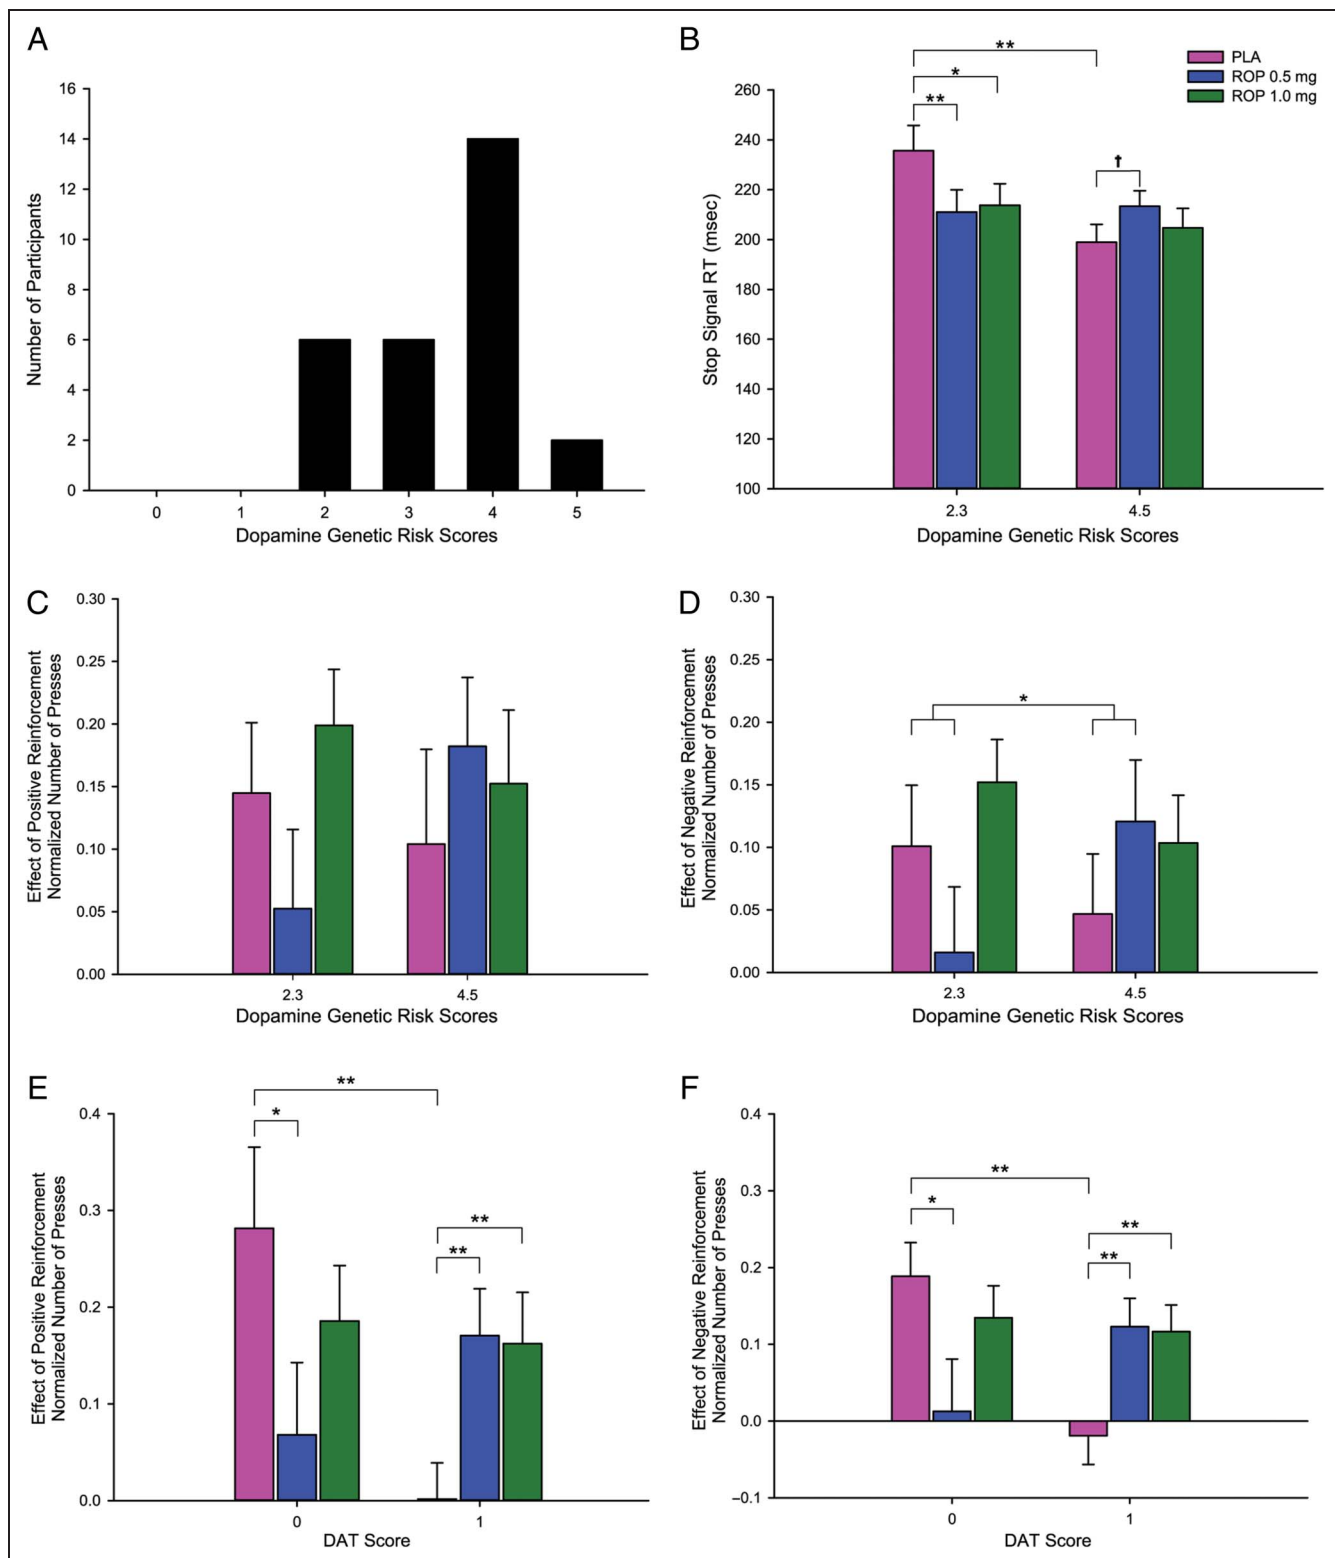 A
Number of Participants
16
14
12
10
8
6
4
2
0
0 1 2 3 4 5
Dopamine Genetic Risk Scores
B
PLA
ROP 0.5 mg
ROP 1.0 mg
Stop Signal RT (msec)
260
240
220
200
180
160
140
120
100
**
*
**
†
2.3 4.5
Dopamine Genetic Risk Scores
C
Effect of Positive Reinforcement
Normalized Number of Presses
0.30
0.25
0.20
0.15
0.10
0.05
0.00
2.3 4.5
Dopamine Genetic Risk Scores
D
Effect of Negative Reinforcement
Normalized Number of Presses
0.30
0.25
0.20
0.15
0.10
0.05
0.00
*
2.3 4.5
Dopamine Genetic Risk Scores
E
Effect of Positive Reinforcement
Normalized Number of Presses
0.4
0.3
0.2
0.1
0.0
**
*
**
**
0 1
DAT Score
F
Effect of Negative Reinforcement
Normalized Number of Presses
0.4
0.3
0.2
0.1
0.0
–0.1
**
*
**
**
0 1
DAT Score